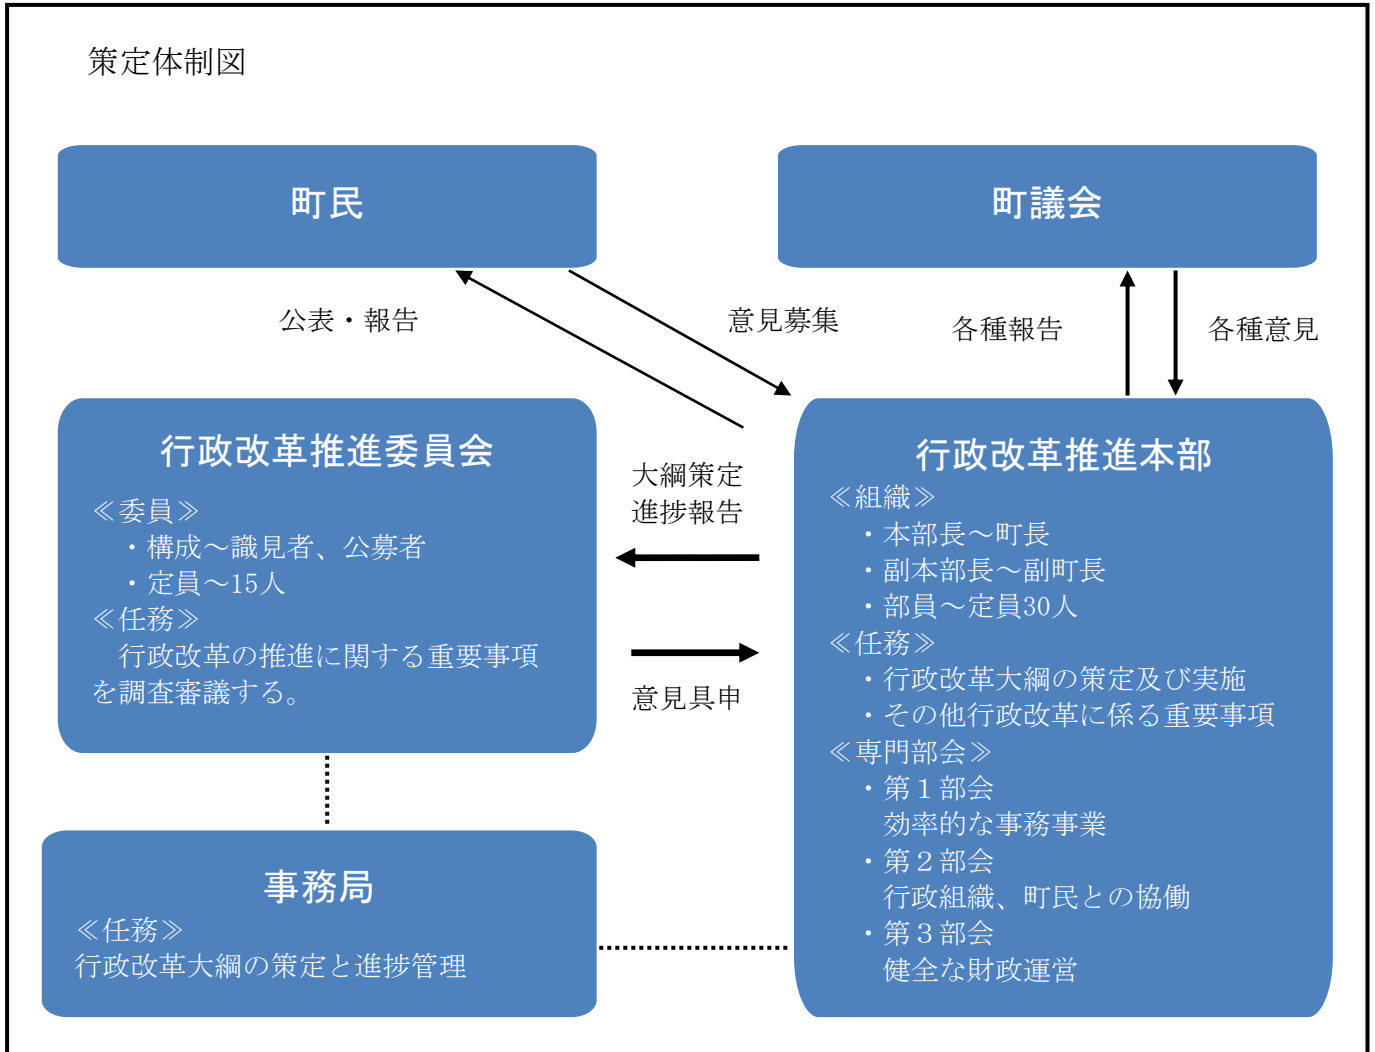 策定体制図
町民
町議会
公表・報告
意見募集
各種報告
各種意見
行政改革推進委員会
≪委員≫
・構成～識見者、公募者
・定員～15人
≪任務≫
行政改革の推進に関する重要事項
を調査審議する。
大綱策定
進捗報告
意見具申
行政改革推進本部
≪組織≫
・本部長～町長
・副本部長～副町長
・部員～定員30人
≪任務≫
・行政改革大綱の策定及び実施
・その他行政改革に係る重要事項
≪専門部会≫
・第１部会
効率的な事務事業
・第２部会
行政組織、町民との協働
・第３部会
健全な財政運営
事務局
≪任務≫
行政改革大綱の策定と進捗管理